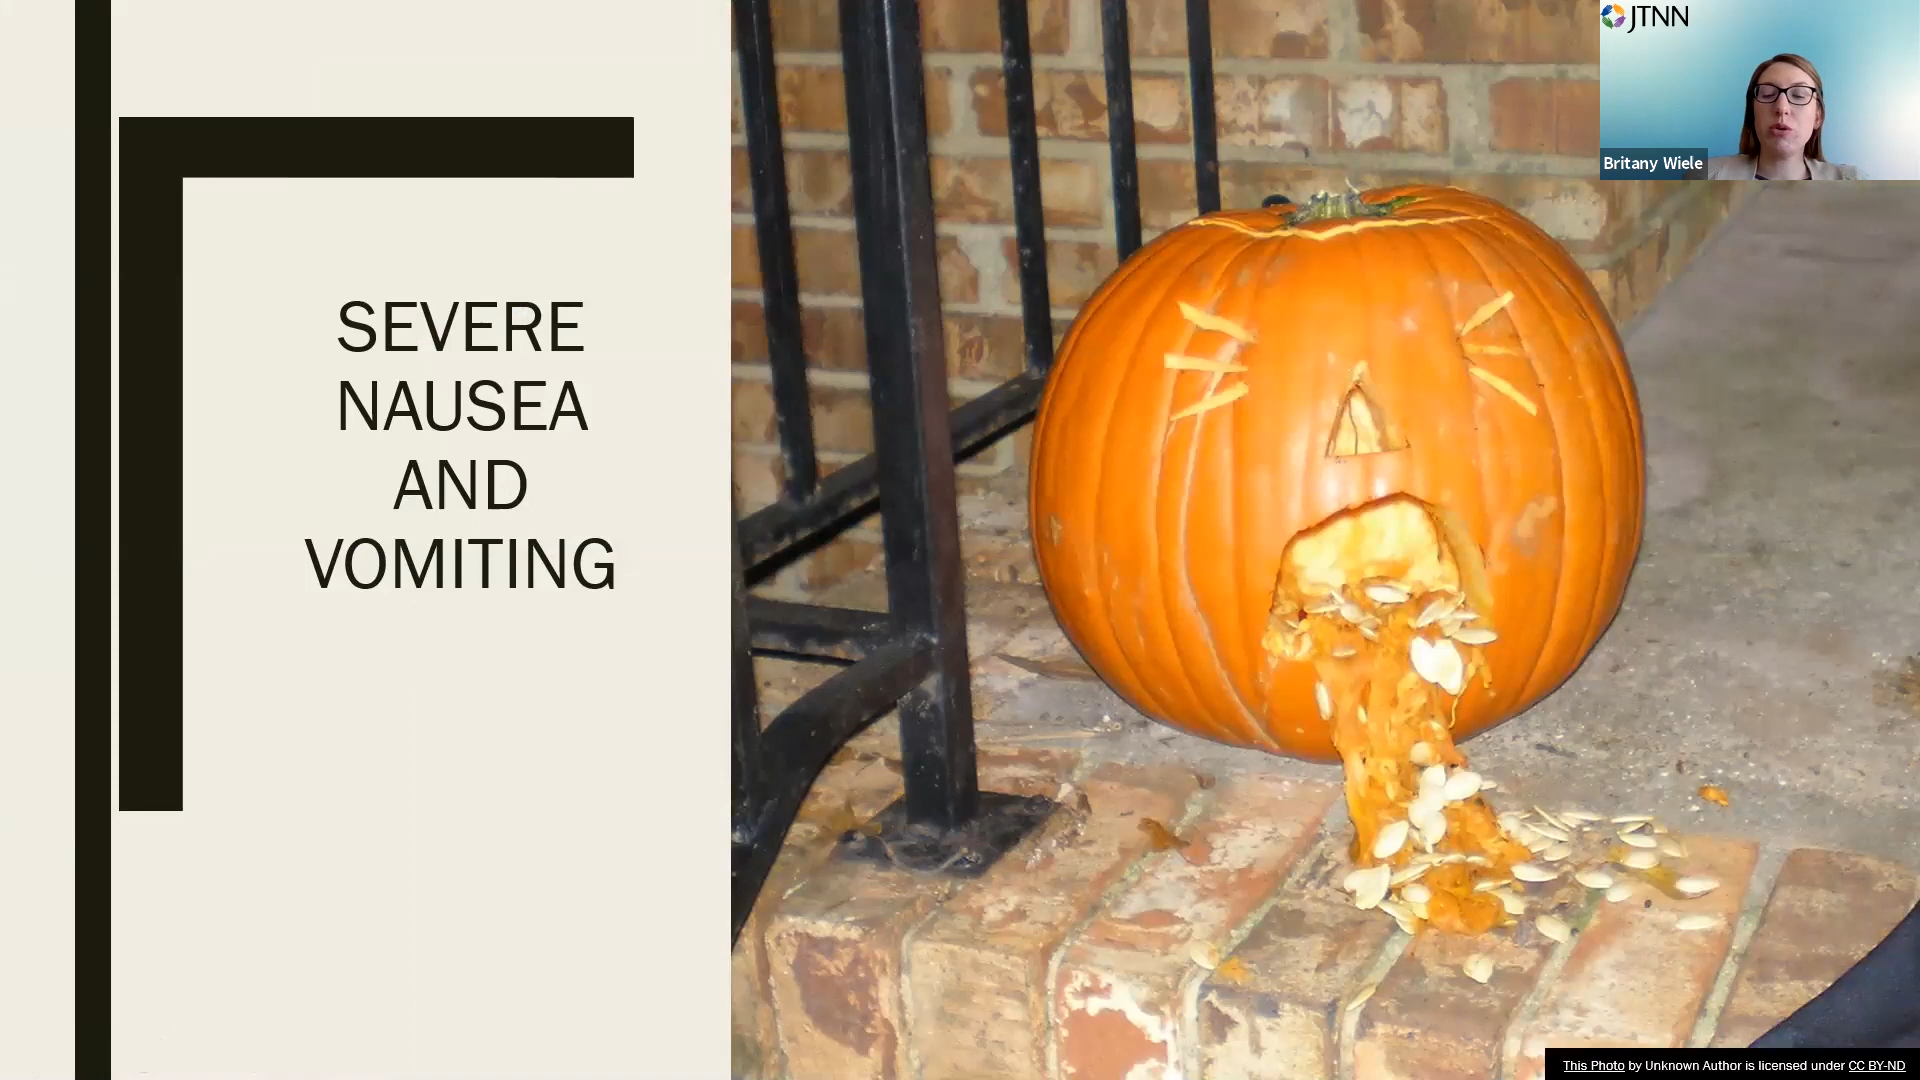 JTNN
Britany Wiele
SEVERE
NAUSEA
AND
VOMITING
This Photo by Unknown Author is licensed under CC BY-ND